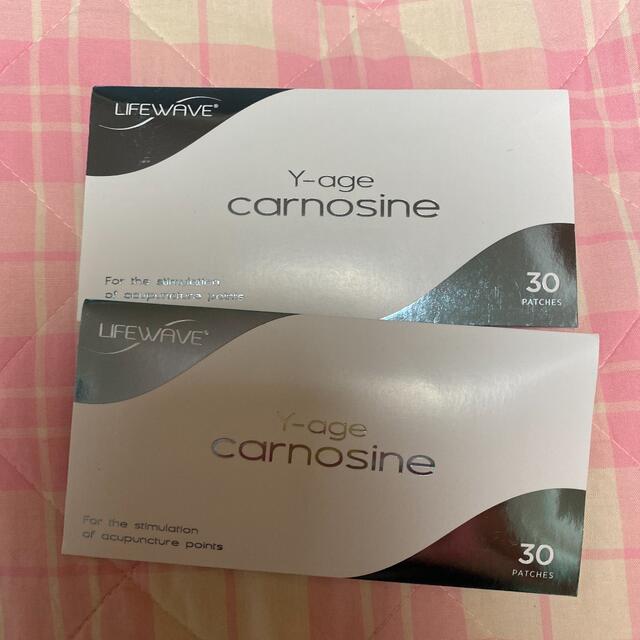 LIFEWAVE®
Y-age
carnosine
For the stimulation
of acupuncture points
30
PATCHES
LIFEWAVE®
Y-age
carnosine
For the stimulation
of acupuncture points
30
PATCHES